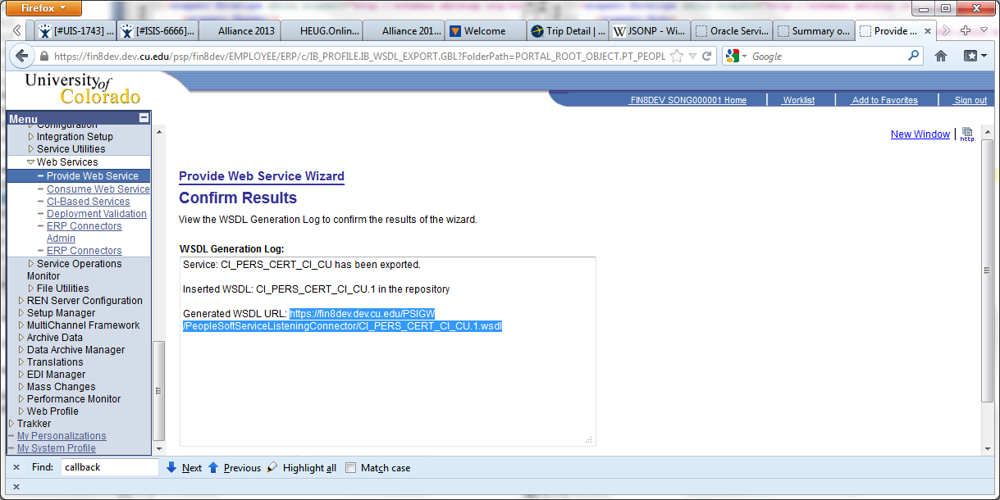 Firefox
[#UIS-1743] ...
[#ISIS-6666]...
Alliance 2013
HEUG.Onlin...
Alliance 201...
Welcome
Trip Detail | ...
JSONP - Wi...
Oracle Servi...
Summary o...
Provide ...
https://fin8dev.dev.cu.edu/psp/fin8dev/EMPLOYEE/ERP/c/IB_PROFILE.IB_WSDL_EXPORT.GBL?FolderPath=PORTAL_ROOT_OBJECT.PT_PEOPL
Google
University of
Colorado
FIN8DEV SONG000001 Home
Worklist
Add to Favorites
Sign out
Menu
Configuration
Integration Setup
Service Utilities
Web Services
Provide Web Service
Consume Web Service
CI-Based Services
Deployment Validation
ERP Connectors
Admin
ERP Connectors
Service Operations
Monitor
File Utilities
REN Server Configuration
Setup Manager
MultiChannel Framework
Archive Data
Data Archive Manager
Translations
EDI Manager
Mass Changes
Performance Monitor
Web Profile
Trakker
My Personalizations
My System Profile
New Window
http
Provide Web Service Wizard
Confirm Results
View the WSDL Generation Log to confirm the results of the wizard.
WSDL Generation Log:
Service: CI_PERS_CERT_CI_CU has been exported.
Inserted WSDL: CI_PERS_CERT_CI_CU.1 in the repository
Generated WSDL URL: https://fin8dev.dev.cu.edu/PSIGW
/PeopleSoftServiceListeningConnector/CI_PERS_CERT_CI_CU.1.wsdl
Find: callback
Next
Previous
Highlight all
Match case